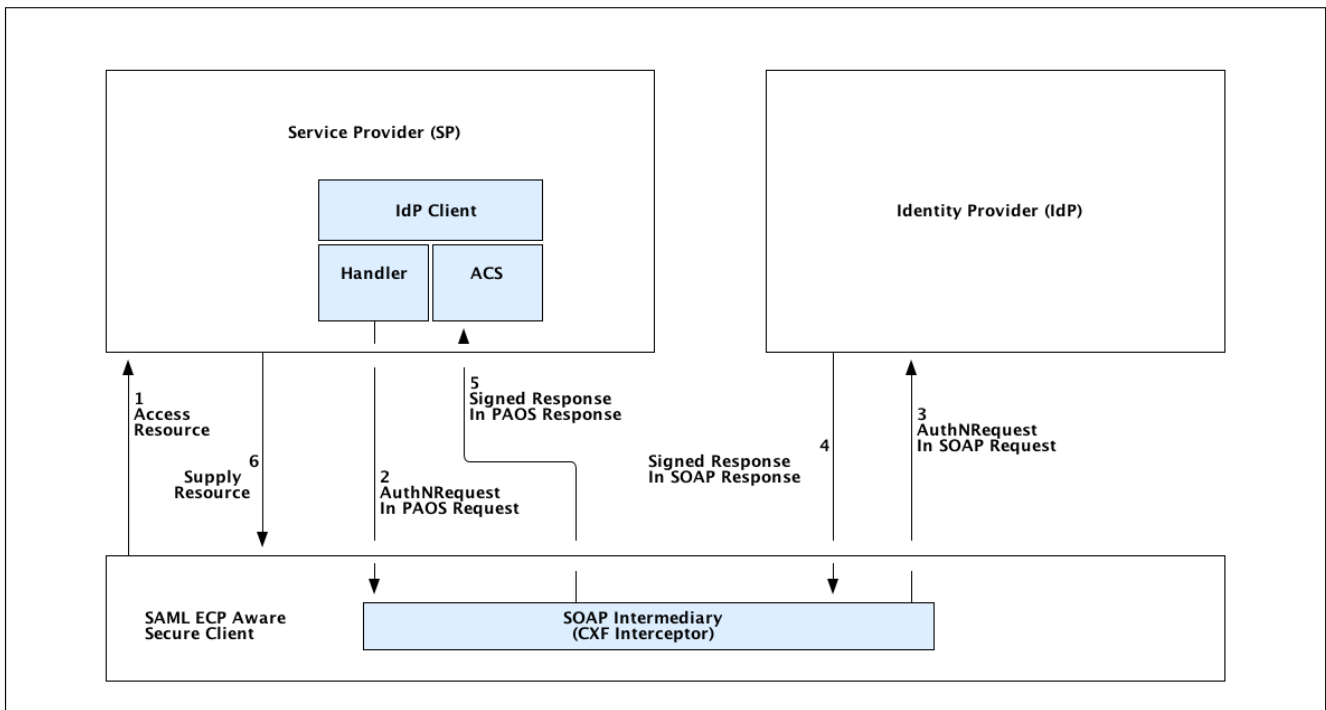 Service Provider (SP)
IdP Client
Handler
ACS
Identity Provider (IdP)
1
Access
Resource
6
Supply
Resource
2
AuthNRequest
In PAOS Request
5
Signed Response
In PAOS Response
4
Signed Response
In SOAP Response
3
AuthNRequest
In SOAP Request
SAML ECP Aware
Secure Client
SOAP Intermediary
(CXF Interceptor)